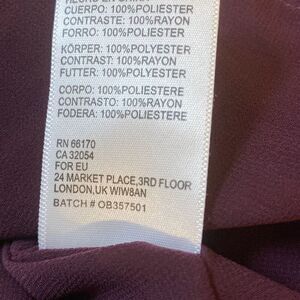 CUERPO: 100%POLIESTER
CONTRASTE: 100%RAYON
FORRO: 100%POLIESTER
KÖRPER: 100%POLYESTER
CONTRAST: 100%RAYON
FUTTER: 100%POLYESTER
CORPO: 100%POLIESTERE
CONTRASTO: 100%RAYON
FODERA: 100%POLIESTERE
RN 66170
CA 32054
FOR EU
24 MARKET PLACE,3RD FLOOR
LONDON,UK WIW8AN
BATCH # OB357501